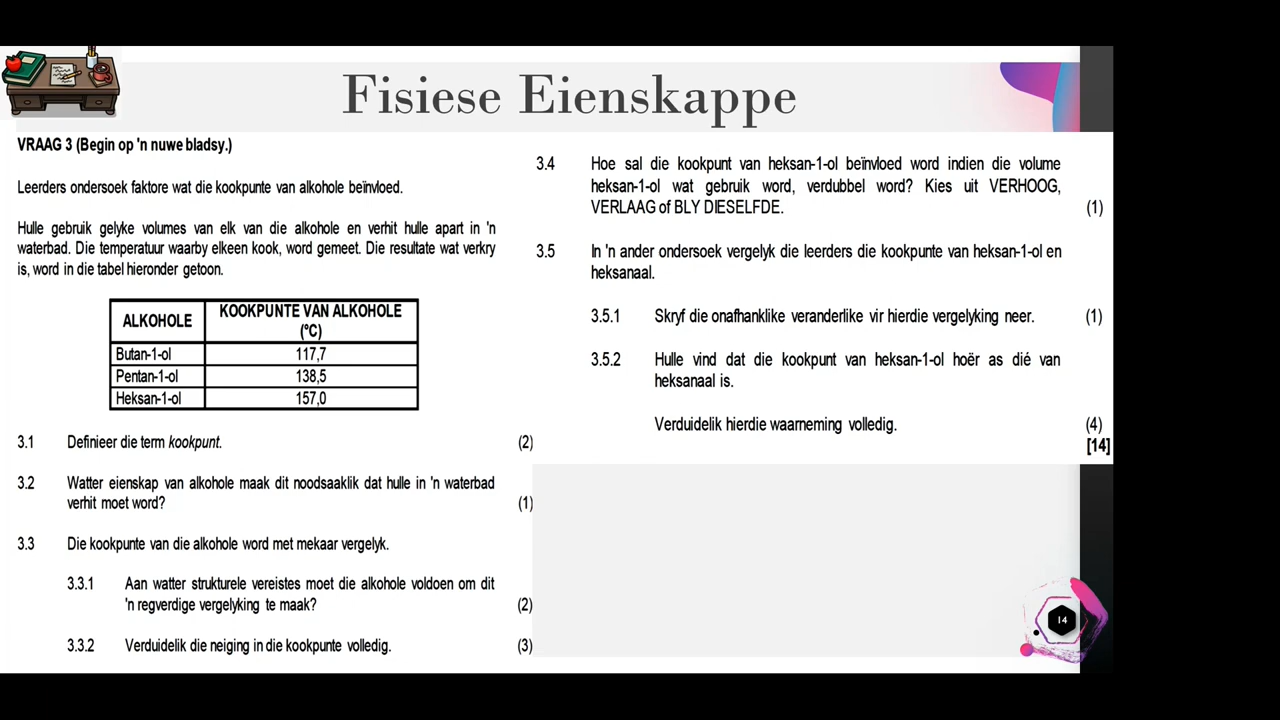 Fisiese Eienskappe
VRAAG 3 (Begin op 'n nuwe bladsy.)
Leerders ondersoek faktore wat die kookpunte van alkohole beïnvloed.
Hulle gebruik gelyke volumes van elk van die alkohole en verhit hulle apart in 'n
waterbad. Die temperatuur waarby elkeen kook, word gemeet. Die resultate wat verkry
is, word in die tabel hieronder getoon.
ALKOHOLE KOOKPUNTE VAN ALKOHOLE
(°C)
Butan-1-ol 117,7
Pentan-1-ol 138,5
Heksan-1-ol 157,0
3.1 Definieer die term kookpunt. (2)
3.2 Watter eienskap van alkohole maak dit noodsaaklik dat hulle in 'n waterbad
verhit moet word? (1)
3.3 Die kookpunte van die alkohole word met mekaar vergelyk.
3.3.1 Aan watter strukturele vereistes moet die alkohole voldoen om dit
'n regverdige vergelyking te maak? (2)
3.3.2 Verduidelik die neiging in die kookpunte volledig. (3)
3.4 Hoe sal die kookpunt van heksan-1-ol beïnvloed word indien die volume
heksan-1-ol wat gebruik word, verdubbel word? Kies uit VERHOOG,
VERLAAG of BLY DIESELFDE. (1)
3.5 In 'n ander ondersoek vergelyk die leerders die kookpunte van heksan-1-ol en
heksanaal.
3.5.1 Skryf die onafhanklike veranderlike vir hierdie vergelyking neer. (1)
3.5.2 Hulle vind dat die kookpunt van heksan-1-ol hoër as dié van
heksanaal is.
Verduidelik hierdie waarneming volledig. (4)
[14]
14